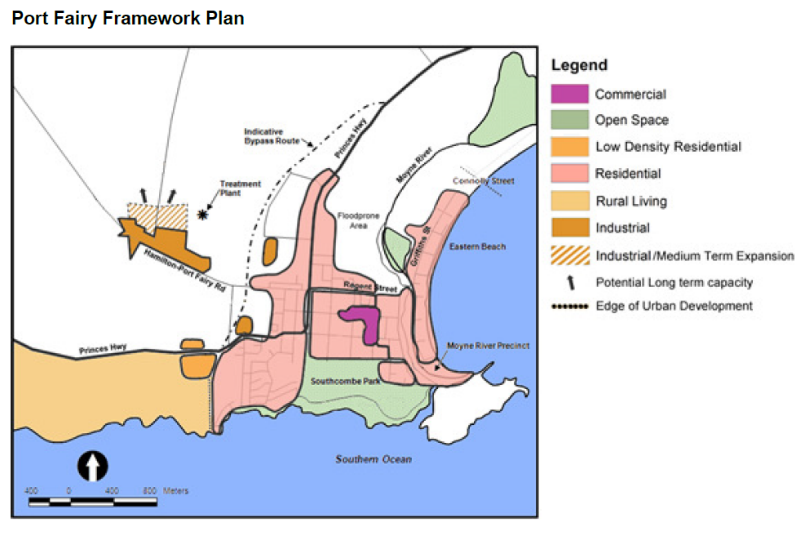 Port Fairy Framework Plan
Legend
Commercial
Open Space
Low Density Residential
Residential
Rural Living
Industrial
Industrial/Medium Term Expansion
Potential Long term capacity
Edge of Urban Development
Indicative
Bypass Route
Princes Hwy
Moyne River
Connolly Street
Treatment
Plant
Floodprone
Area
Griffiths St
Eastern Beach
Hamilton-Port Fairy Rd
Regent Street
Princes Hwy
Moyne River Precinct
Southcombe Park
Southern Ocean
400 0 400 800 Meters